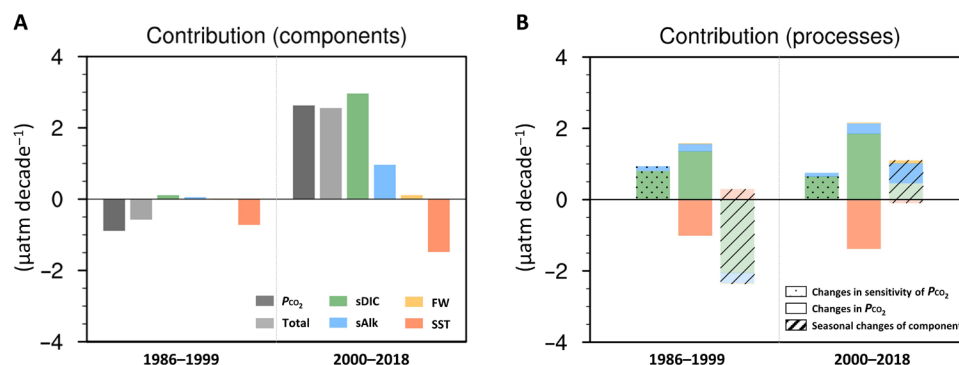 A
Contribution (components)
(µatm decade⁻¹)
4
2
0
−2
−4
PCO₂
sDIC
FW
Total
sAlk
SST
1986–1999
2000–2018
B
Contribution (processes)
(µatm decade⁻¹)
4
2
0
−2
−4
Changes in sensitivity of PCO₂
Changes in PCO₂
Seasonal changes of component
1986–1999
2000–2018